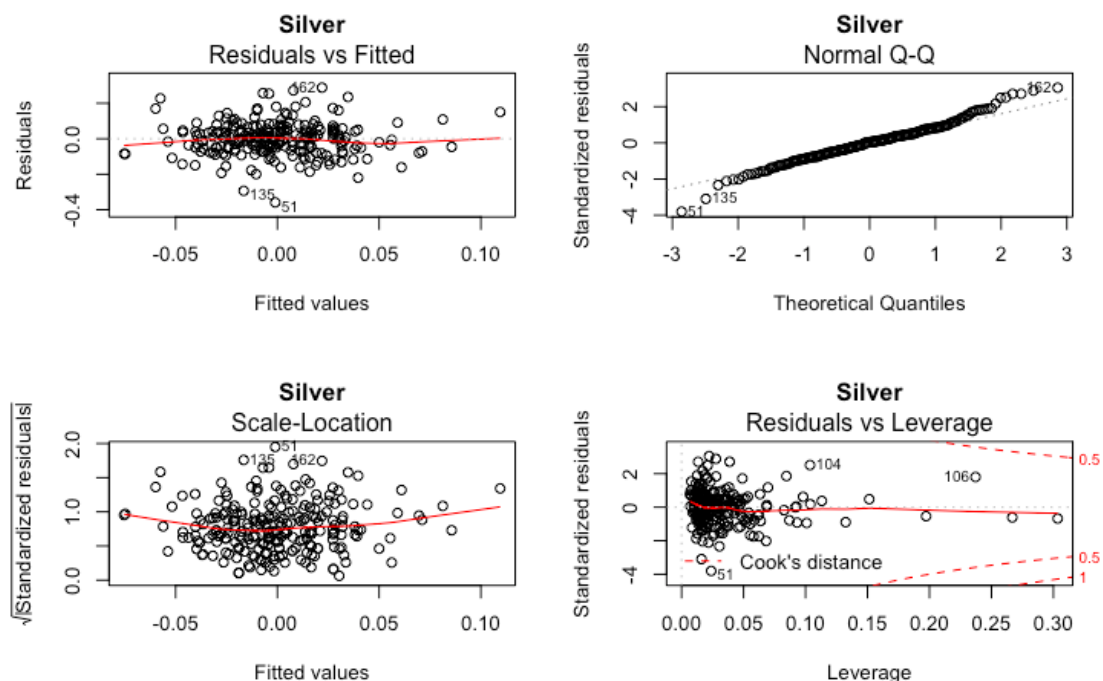 Silver
Residuals vs Fitted
Residuals
0.0
-0.4
162
135
51
-0.05
0.00
0.05
0.10
Fitted values
Silver
Normal Q-Q
Standardized residuals
2
0
-2
-4
162
135
51
-3
-2
-1
0
1
2
3
Theoretical Quantiles
Silver
Scale-Location
√|Standardized residuals|
2.0
1.0
0.0
51
135
162
-0.05
0.00
0.05
0.10
Fitted values
Silver
Residuals vs Leverage
Standardized residuals
2
0
-4
104
106
51
Cook's distance
0.5
0.5
1
0.00
0.05
0.10
0.15
0.20
0.25
0.30
Leverage